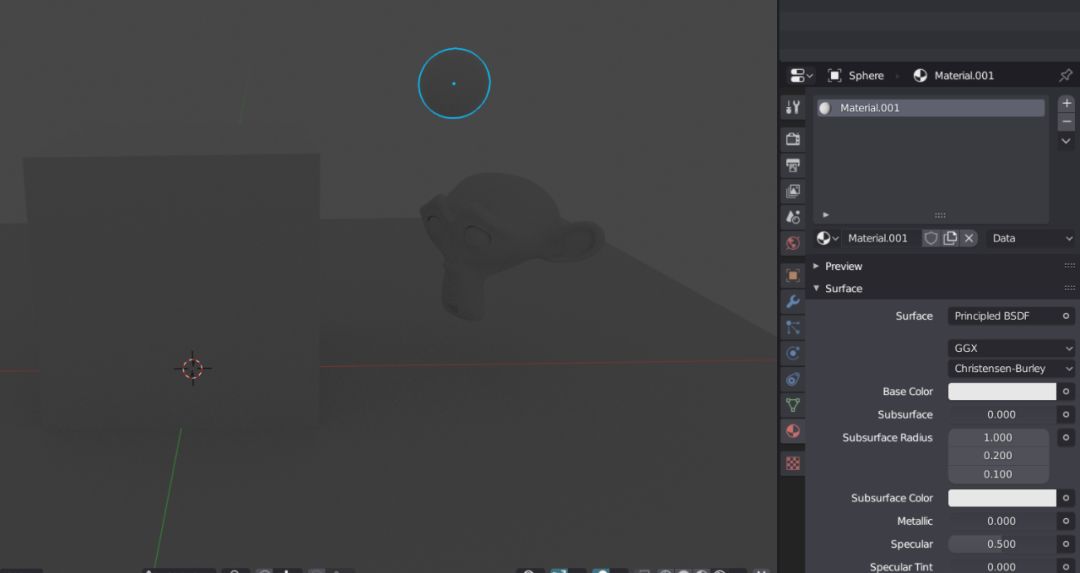 Sphere Material.001
Material.001
Material.001 Data
Preview
Surface
Surface Principled BSDF
GGX
Christensen-Burley
Base Color
Subsurface 0.000
Subsurface Radius 1.000
0.200
0.100
Subsurface Color
Metallic 0.000
Specular 0.500
Specular Tint 0.000